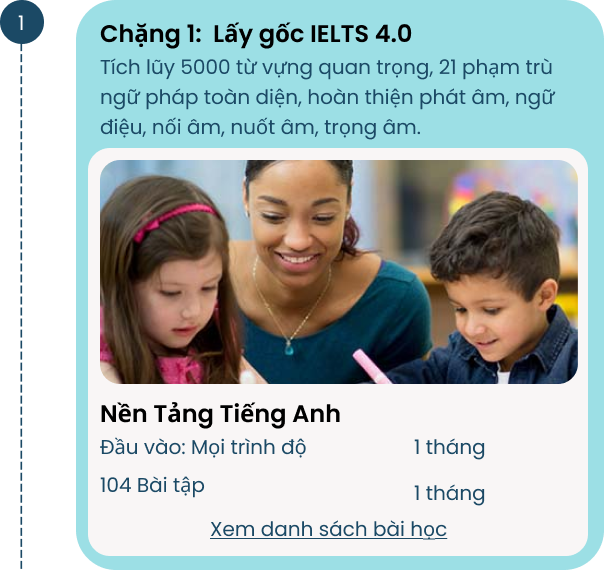 1
Chặng 1: Lấy gốc IELTS 4.0
Tích lũy 5000 từ vựng quan trọng, 21 phạm trù
ngữ pháp toàn diện, hoàn thiện phát âm, ngữ
điệu, nối âm, nuốt âm, trọng âm.
Nền Tảng Tiếng Anh
Đầu vào: Mọi trình độ
1 tháng
104 Bài tập
1 tháng
Xem danh sách bài học